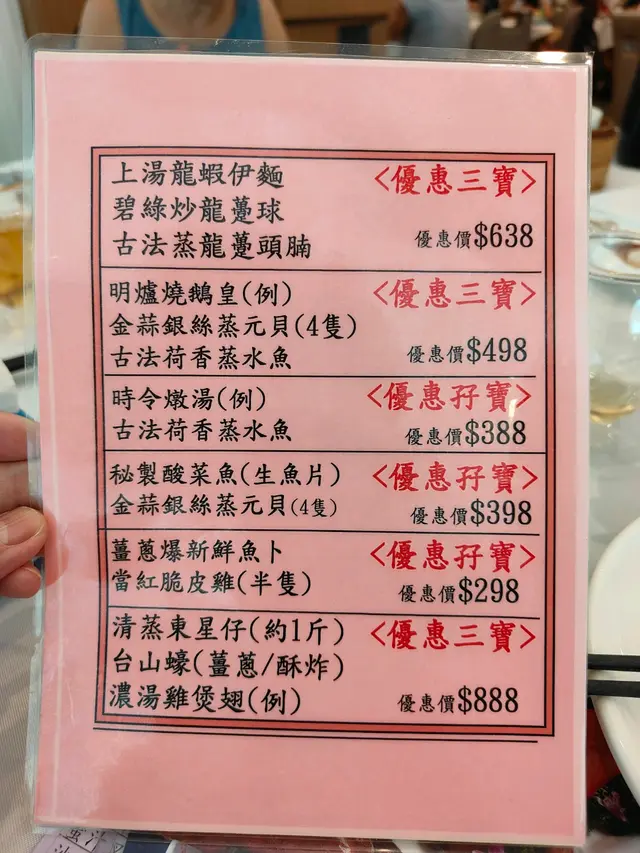 上湯龍蝦伊麵 <優惠三寶>
碧綠炒龍躉球
古法蒸龍躉頭腩 優惠價$638
明爐燒鵝皇(例) <優惠三寶>
金蒜銀絲蒸元貝(4隻)
古法荷香蒸水魚 優惠價$498
時令燉湯(例) <優惠孖寶>
古法荷香蒸水魚 優惠價$388
秘製酸菜魚(生魚片) <優惠孖寶>
金蒜銀絲蒸元貝(4隻) 優惠價$398
薑蔥爆新鮮魚卜 <優惠孖寶>
當紅脆皮雞(半隻) 優惠價$298
清蒸東星仔(約1斤) <優惠三寶>
台山蠔(薑蔥/酥炸)
濃湯雞煲翅(例) 優惠價$888